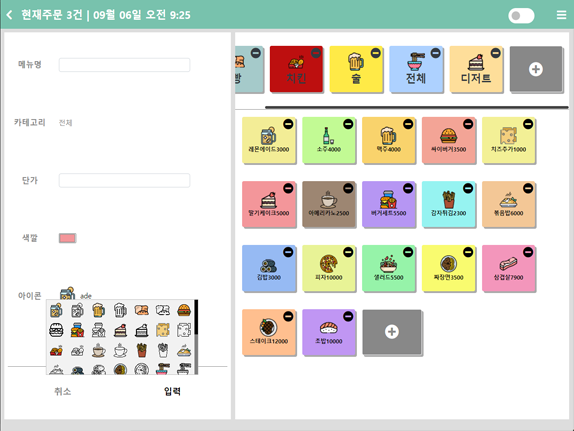 현재주문 3건 | 09월 06일 오전 9:25
메뉴명
카테고리 전체
단가
색깔
아이콘 ade
취소 입력
치킨 술 전체 디저트
레몬에이드3000 소주4000 맥주4000 싸이버거3500 치즈추가1000
딸기케이크5000 아메리카노2500 버거세트5500 감자튀김2300 볶음밥6000
김밥3000 피자10000 샐러드5500 짜장면3500 삼겹살7900
스테이크12000 초밥10000